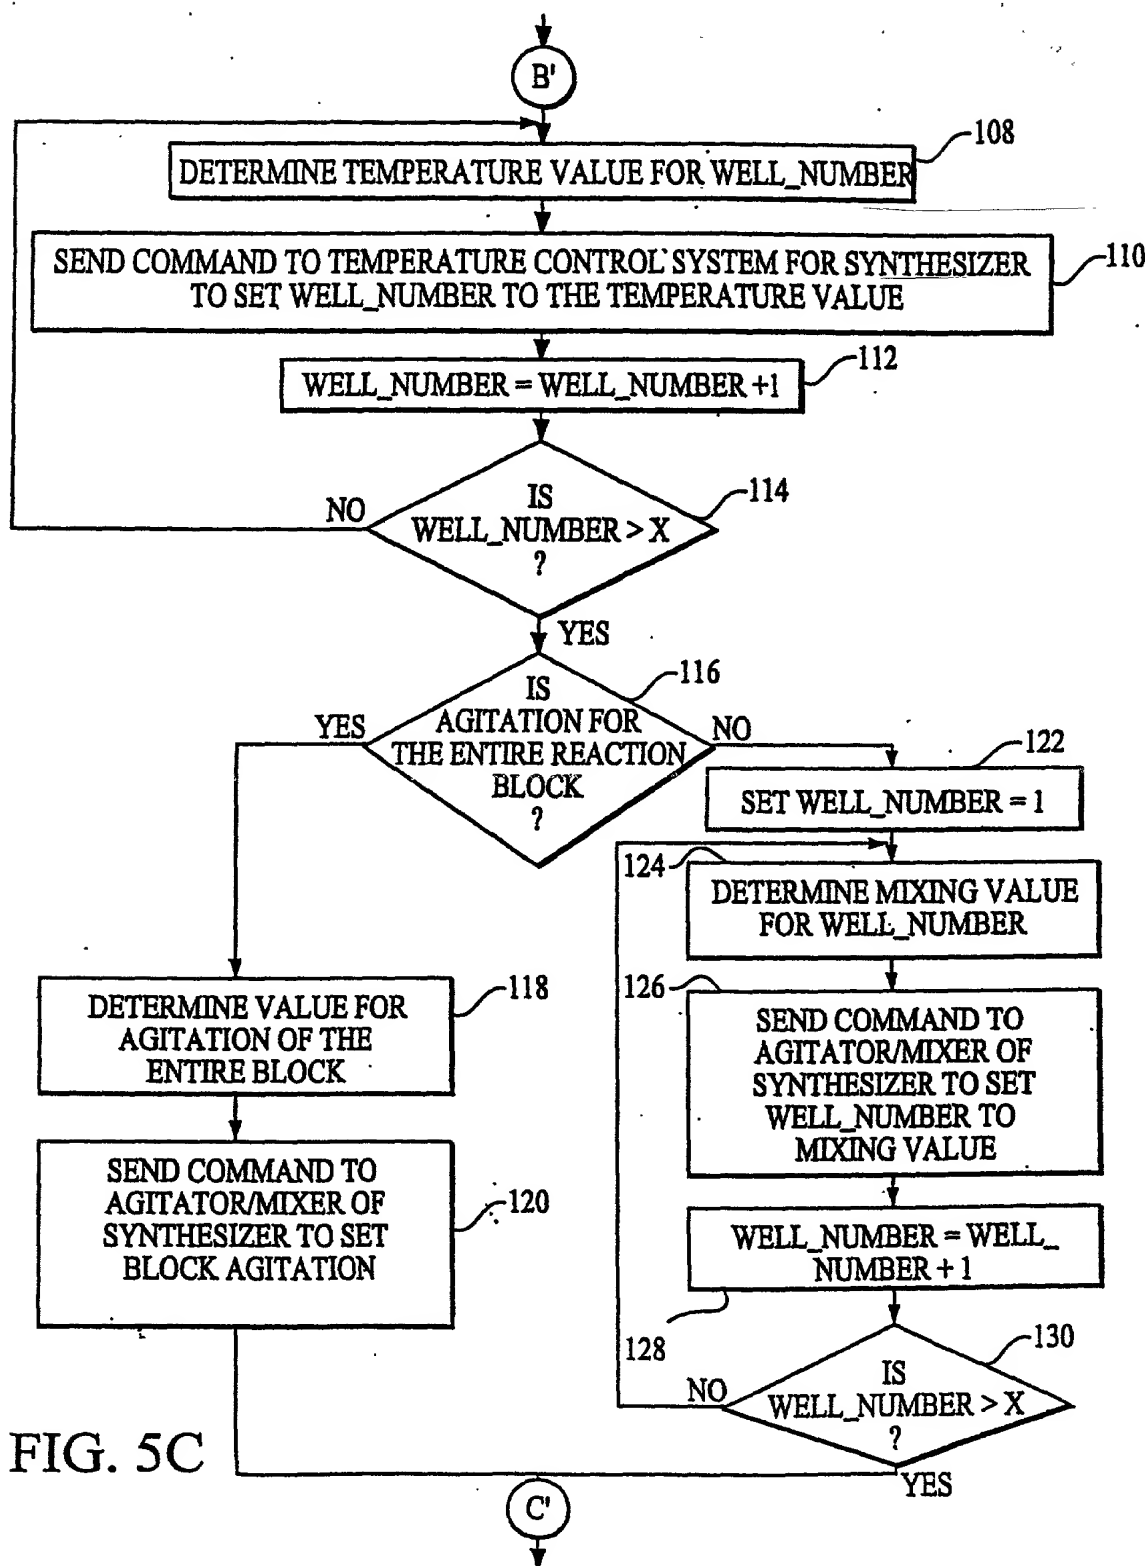 B'
108
DETERMINE TEMPERATURE VALUE FOR WELL_NUMBER
SEND COMMAND TO TEMPERATURE CONTROL SYSTEM FOR SYNTHESIZER
TO SET WELL_NUMBER TO THE TEMPERATURE VALUE
110
112
WELL_NUMBER = WELL_NUMBER +1
114
IS
WELL_NUMBER > X
?
NO
YES
116
IS
AGITATION FOR
THE ENTIRE REACTION
BLOCK
?
YES
NO
122
SET WELL_NUMBER = 1
124
DETERMINE MIXING VALUE
FOR WELL_NUMBER
118
DETERMINE VALUE FOR
AGITATION OF THE
ENTIRE BLOCK
126
SEND COMMAND TO
AGITATOR/MIXER OF
SYNTHESIZER TO SET
WELL_NUMBER TO
MIXING VALUE
SEND COMMAND TO
AGITATOR/MIXER OF
SYNTHESIZER TO SET
BLOCK AGITATION
120
WELL_NUMBER = WELL_
NUMBER + 1
128
130
IS
WELL_NUMBER > X
?
NO
YES
FIG. 5C
C'